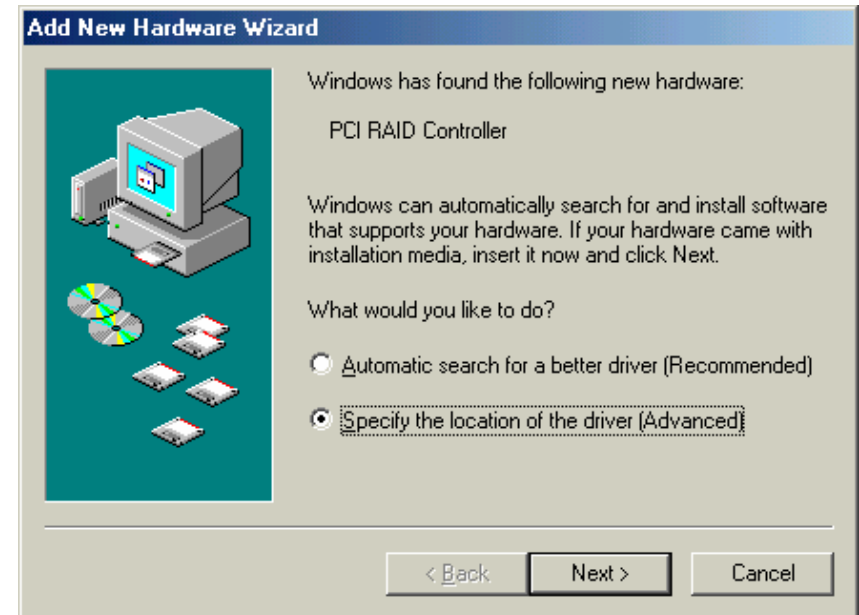 Add New Hardware Wizard
Windows has found the following new hardware:
PCI RAID Controller
Windows can automatically search for and install software
that supports your hardware. If your hardware came with
installation media, insert it now and click Next.
What would you like to do?
Automatic search for a better driver (Recommended)
Specify the location of the driver (Advanced)
< Back
Next >
Cancel